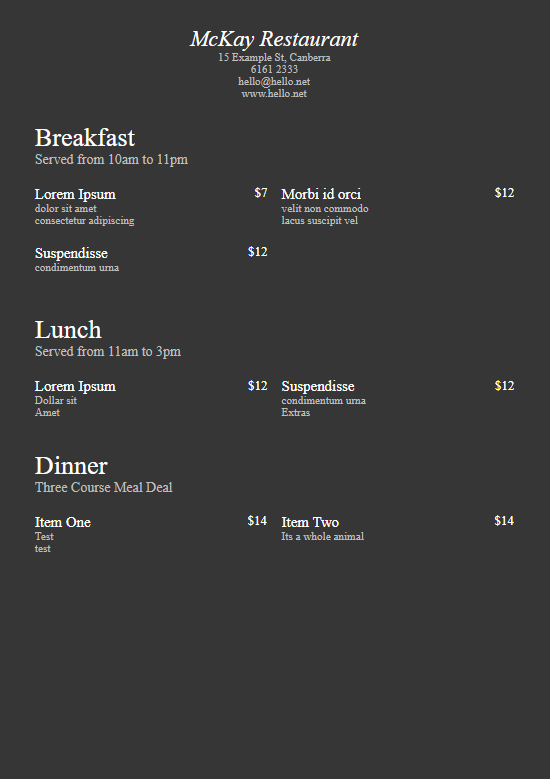 McKay Restaurant
15 Example St, Canberra
6161 2333
hello@hello.net
www.hello.net
Breakfast
Served from 10am to 11pm
Lorem Ipsum $7
dolor sit amet
consectetur adipiscing
Morbi id orci $12
velit non commodo
lacus suscipit vel
Suspendisse $12
condimentum urna
Lunch
Served from 11am to 3pm
Lorem Ipsum $12
Dollar sit
Amet
Suspendisse $12
condimentum urna
Extras
Dinner
Three Course Meal Deal
Item One $14
Test
test
Item Two $14
Its a whole animal